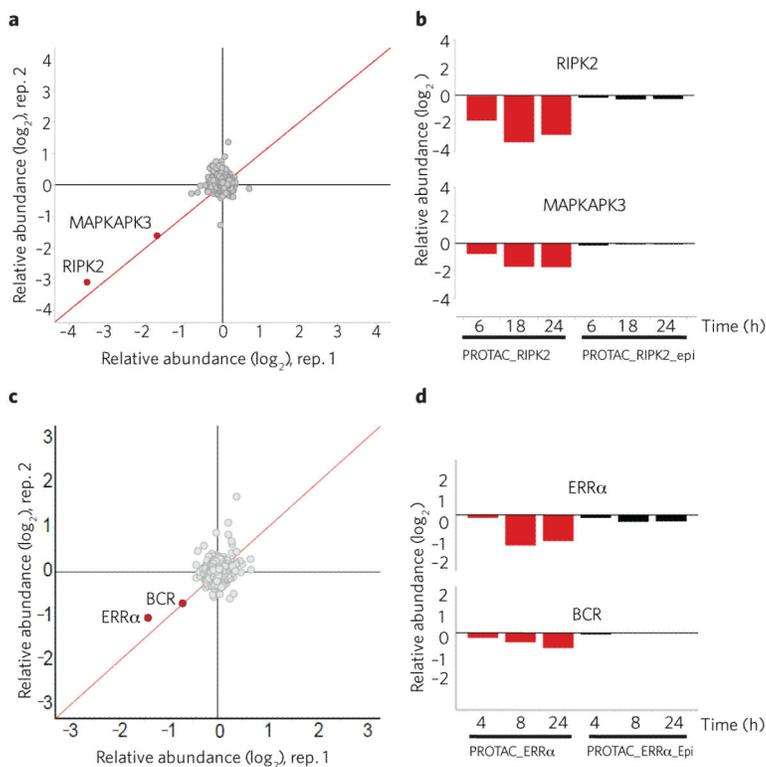 a
Relative abundance (log2), rep. 2
4
3
2
1
0
−1
−2
−3
−4
MAPKAPK3
RIPK2
−4 −3 −2 −1 0 1 2 3 4
Relative abundance (log2), rep. 1
b
Relative abundance (log2)
4
2
0
−2
−4
RIPK2
4
2
0
−2
−4
MAPKAPK3
6 18 24 6 18 24 Time (h)
PROTAC_RIPK2 PROTAC_RIPK2_epi
c
Relative abundance (log2), rep. 2
3
2
1
0
−1
−2
−3
BCR
ERRα
−3 −2 −1 0 1 2 3
Relative abundance (log2), rep. 1
d
Relative abundance (log2)
2
1
0
−1
−2
ERRα
2
1
0
−1
−2
BCR
4 8 24 4 8 24 Time (h)
PROTAC_ERRα PROTAC_ERRα_Epi